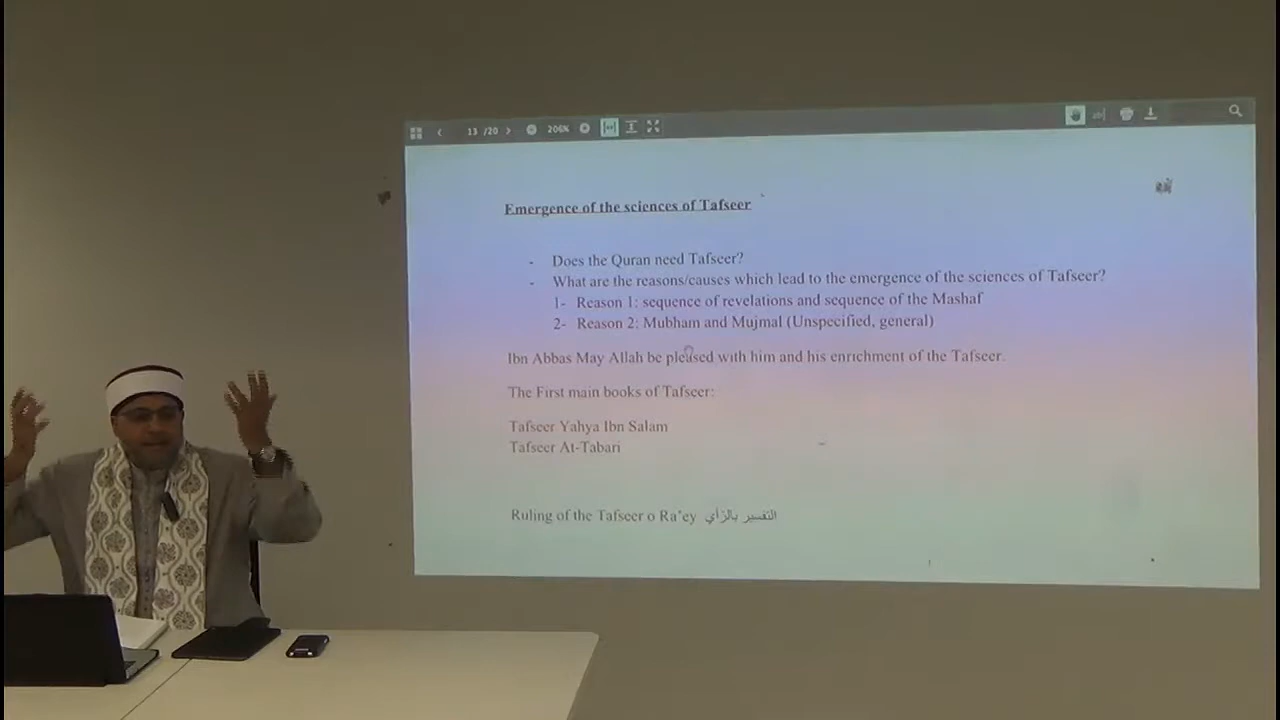 13 /20
206%
Emergence of the sciences of Tafseer
- Does the Quran need Tafseer?
- What are the reasons/causes which lead to the emergence of the sciences of Tafseer?
1- Reason 1: sequence of revelations and sequence of the Mashaf
2- Reason 2: Mubham and Mujmal (Unspecified, general)
Ibn Abbas May Allah be pleased with him and his enrichment of the Tafseer.
The First main books of Tafseer:
Tafseer Yahya Ibn Salam
Tafseer At-Tabari
Ruling of the Tafseer o Ra'ey التفسير بالرأي